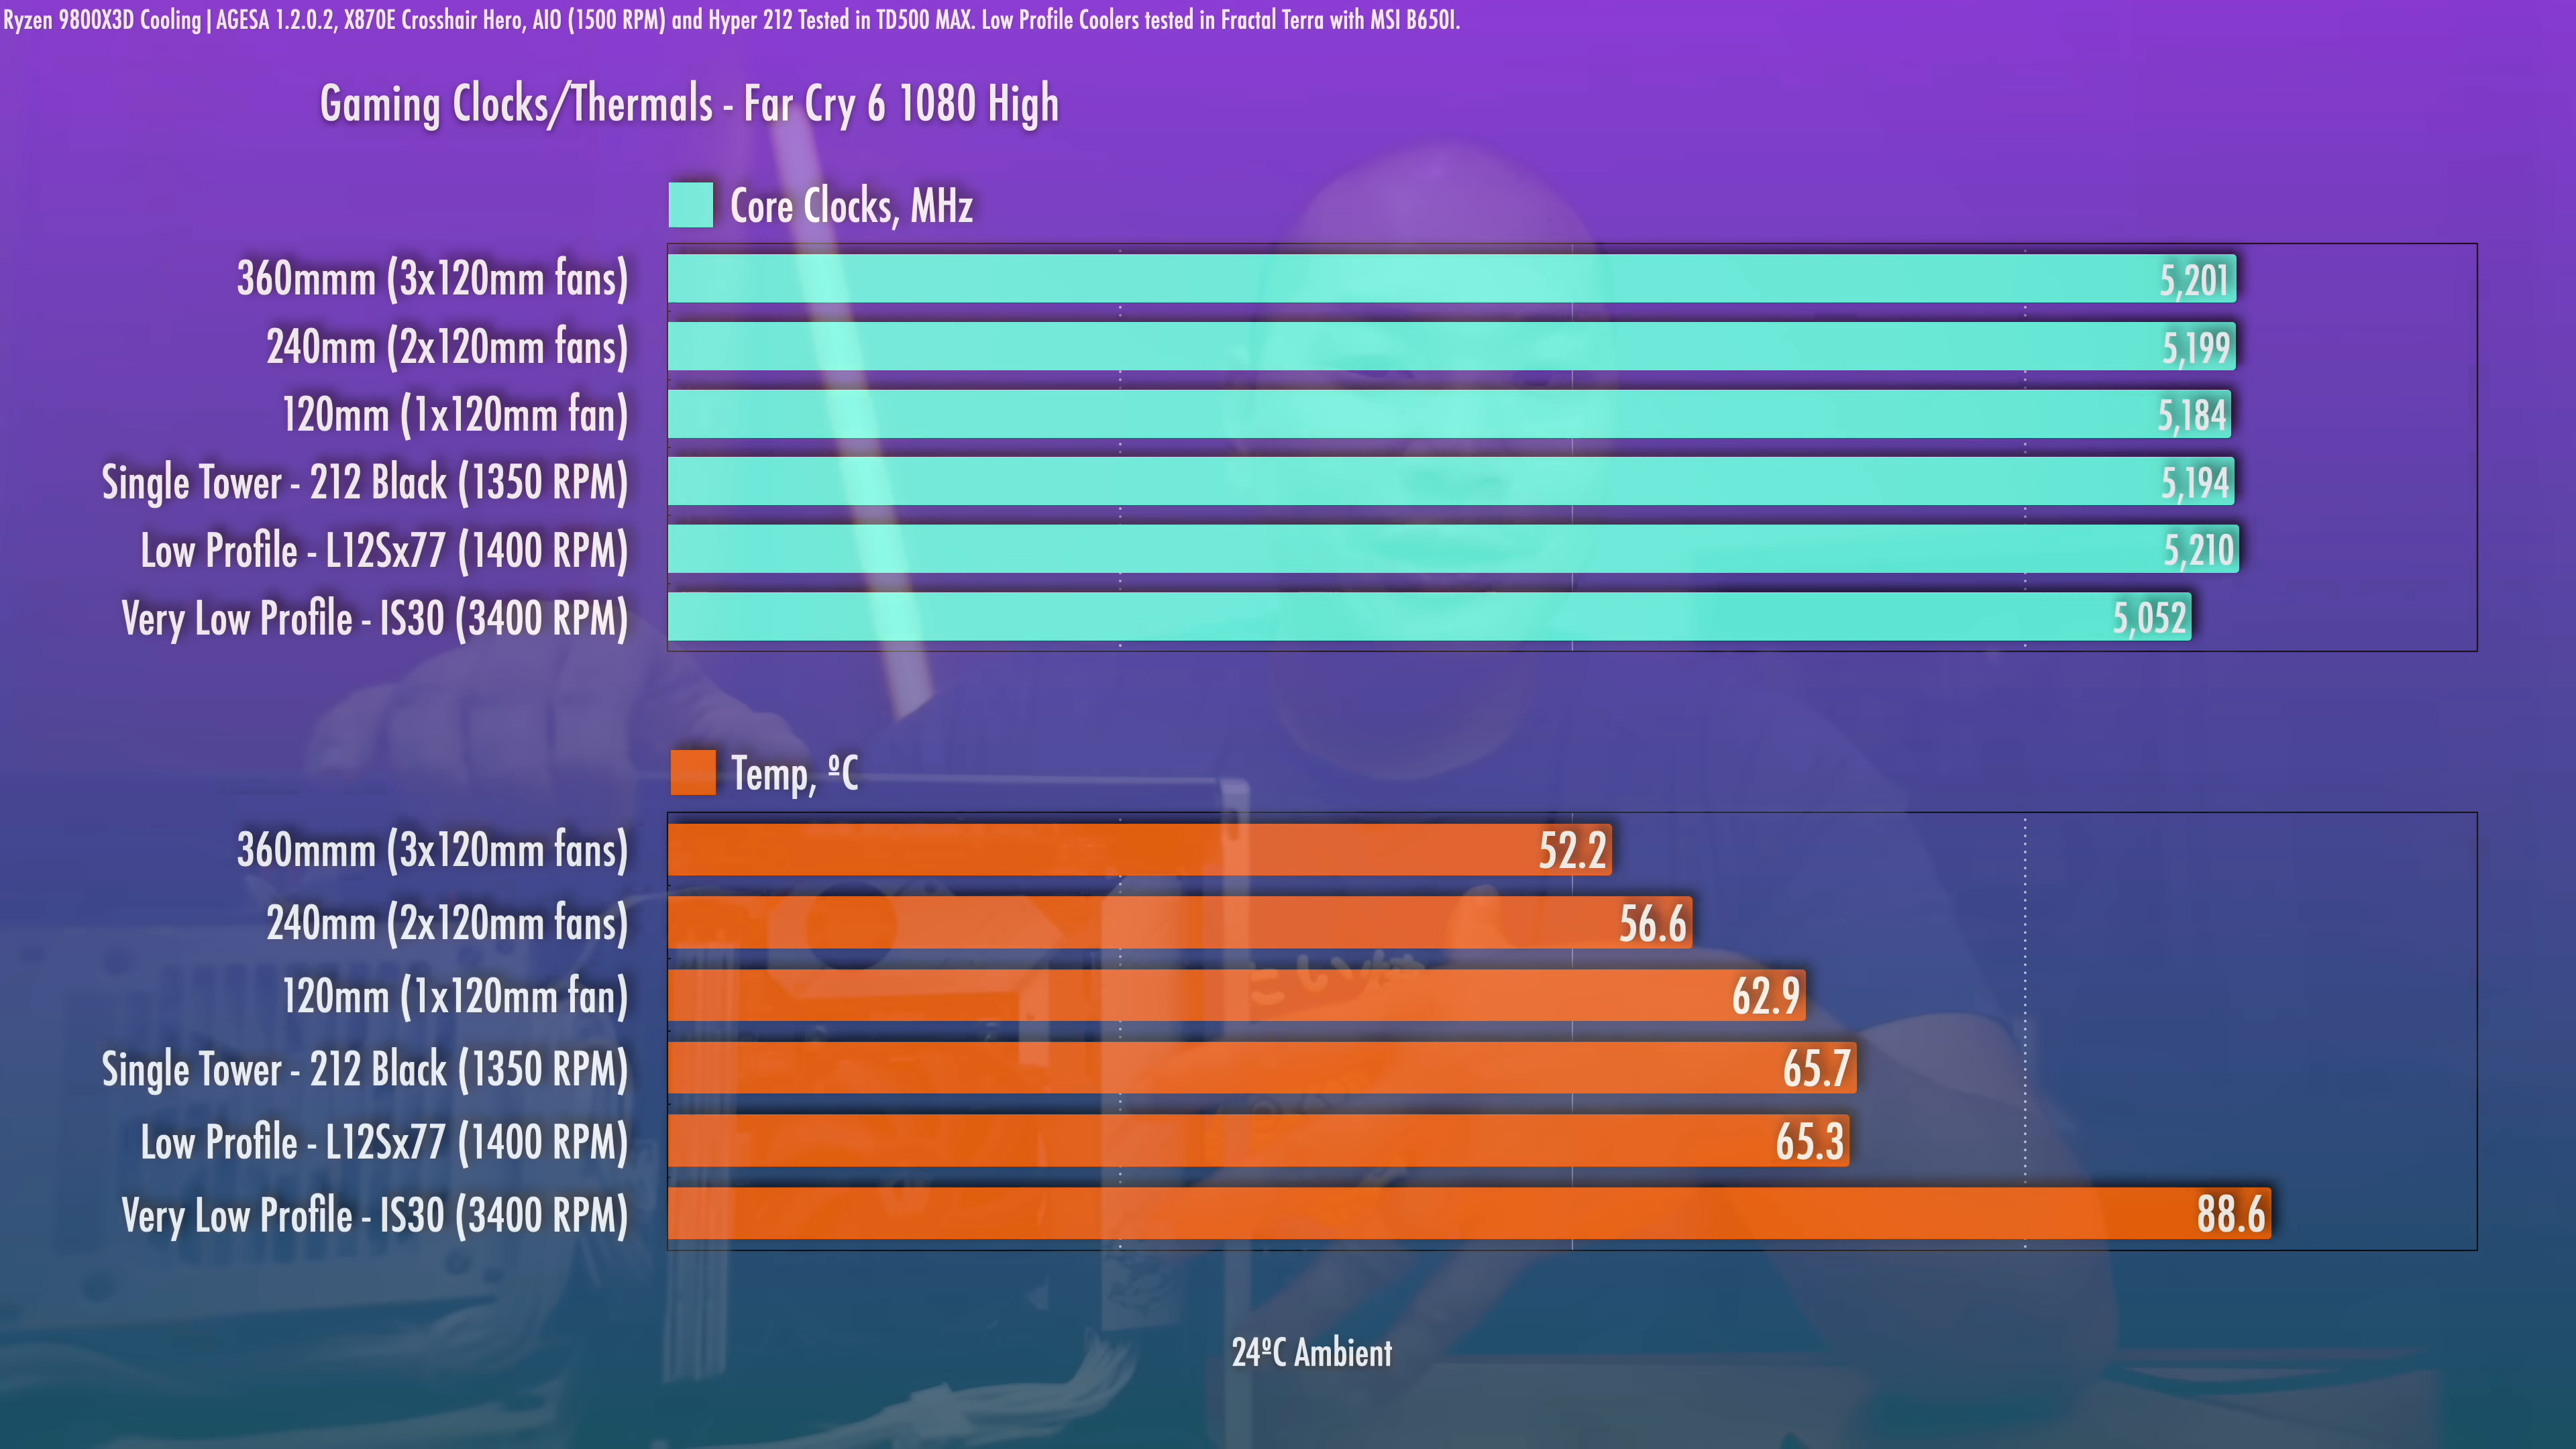 Ryzen 9800X3D Cooling | AGESA 1.2.0.2, X870E Crosshair Hero, AIO (1500 RPM) and Hyper 212 Tested in TD500 MAX. Low Profile Coolers tested in Fractal Terra with MSI B650I.
Gaming Clocks/Thermals - Far Cry 6 1080 High
Core Clocks, MHz
360mmm (3x120mm fans) 5,201
240mm (2x120mm fans) 5,199
120mm (1x120mm fan) 5,184
Single Tower - 212 Black (1350 RPM) 5,194
Low Profile - L12Sx77 (1400 RPM) 5,210
Very Low Profile - IS30 (3400 RPM) 5,052
Temp, ºC
360mmm (3x120mm fans) 52.2
240mm (2x120mm fans) 56.6
120mm (1x120mm fan) 62.9
Single Tower - 212 Black (1350 RPM) 65.7
Low Profile - L12Sx77 (1400 RPM) 65.3
Very Low Profile - IS30 (3400 RPM) 88.6
24ºC Ambient